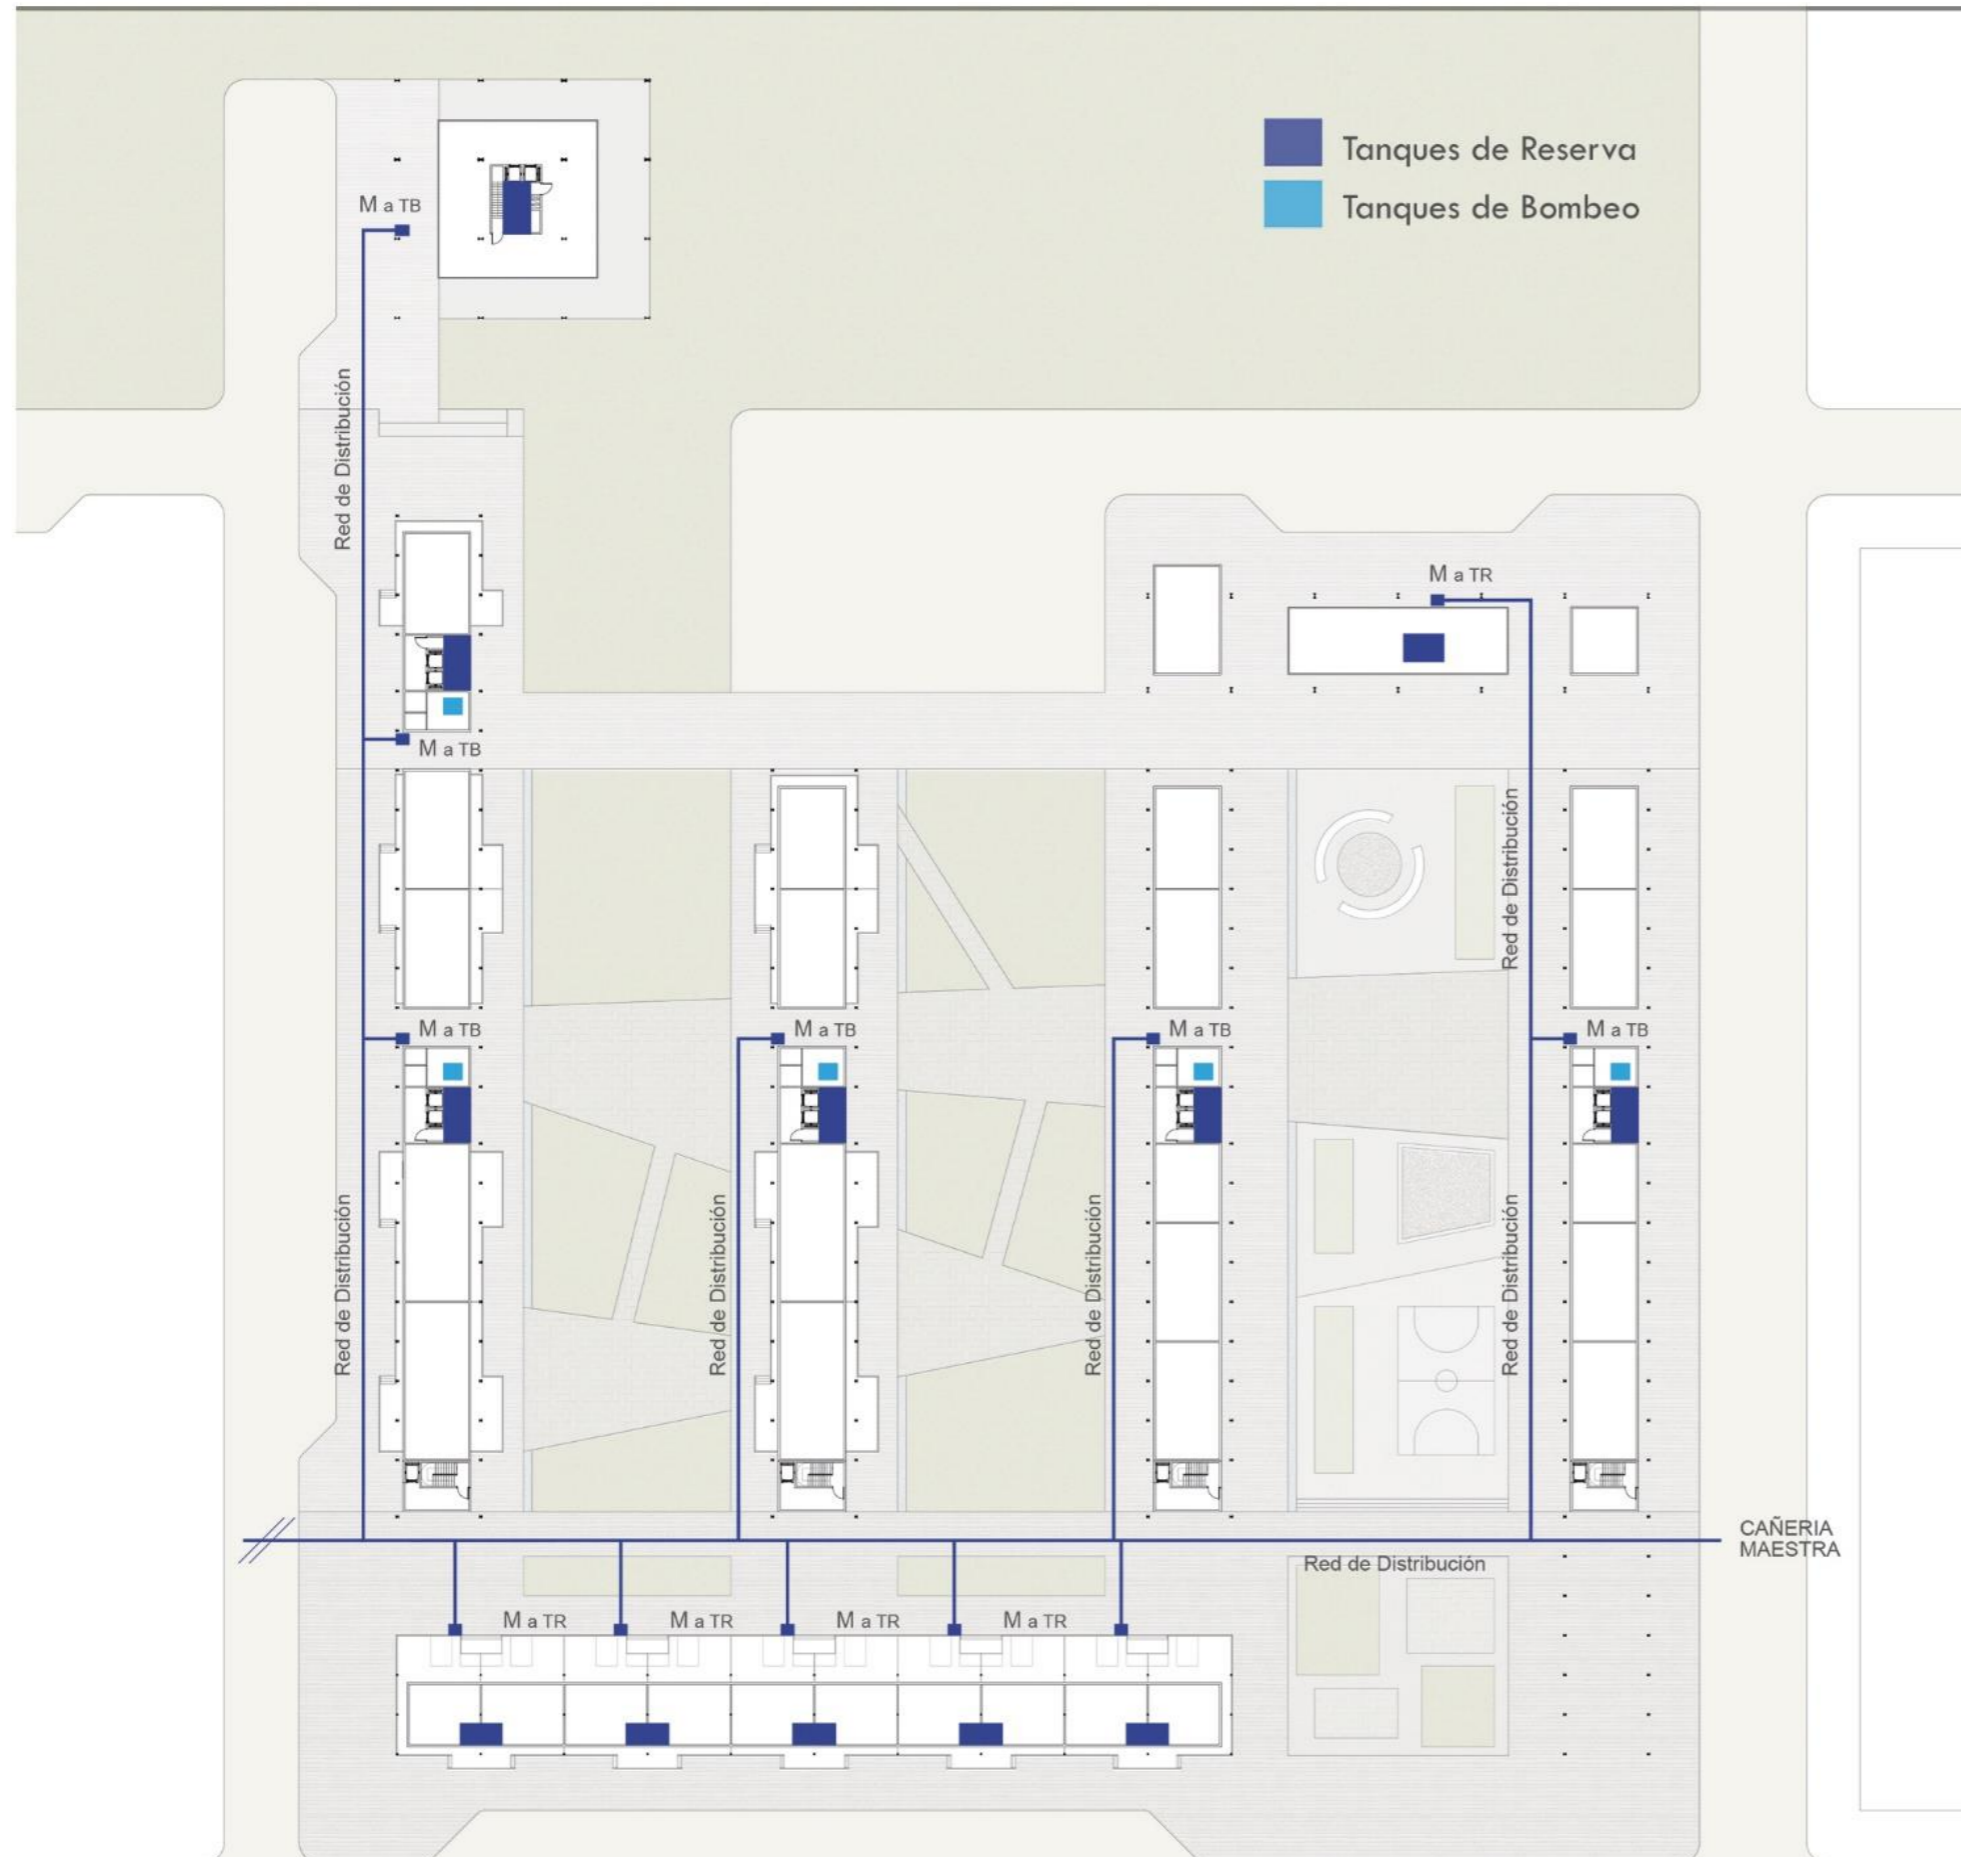 Tanques de Reserva
Tanques de Bombeo
M a TB
Red de Distribución
M a TR
M a TB
Red de Distribución
M a TB
M a TB
M a TB
M a TB
Red de Distribución
Red de Distribución
Red de Distribución
Red de Distribución
CAÑERIA
MAESTRA
Red de Distribución
M a TR
M a TR
M a TR
M a TR